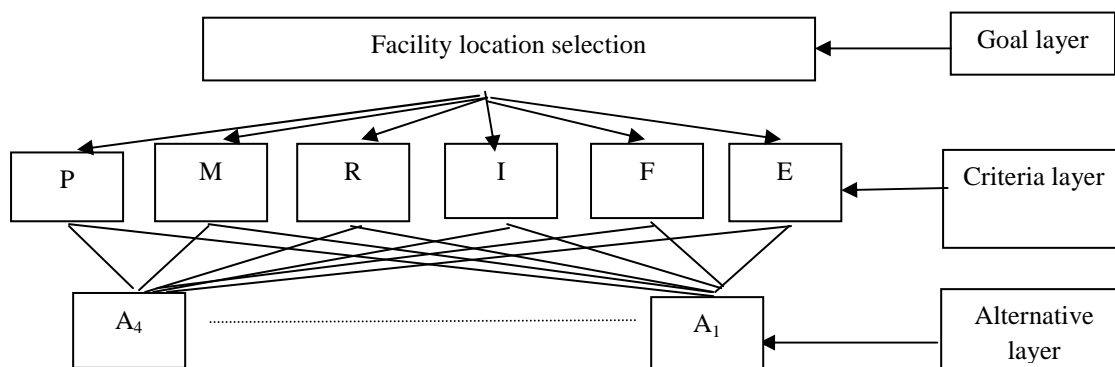 Facility location selection
Goal layer
P
M
R
I
F
E
Criteria layer
A₄
A₁
Alternative
layer